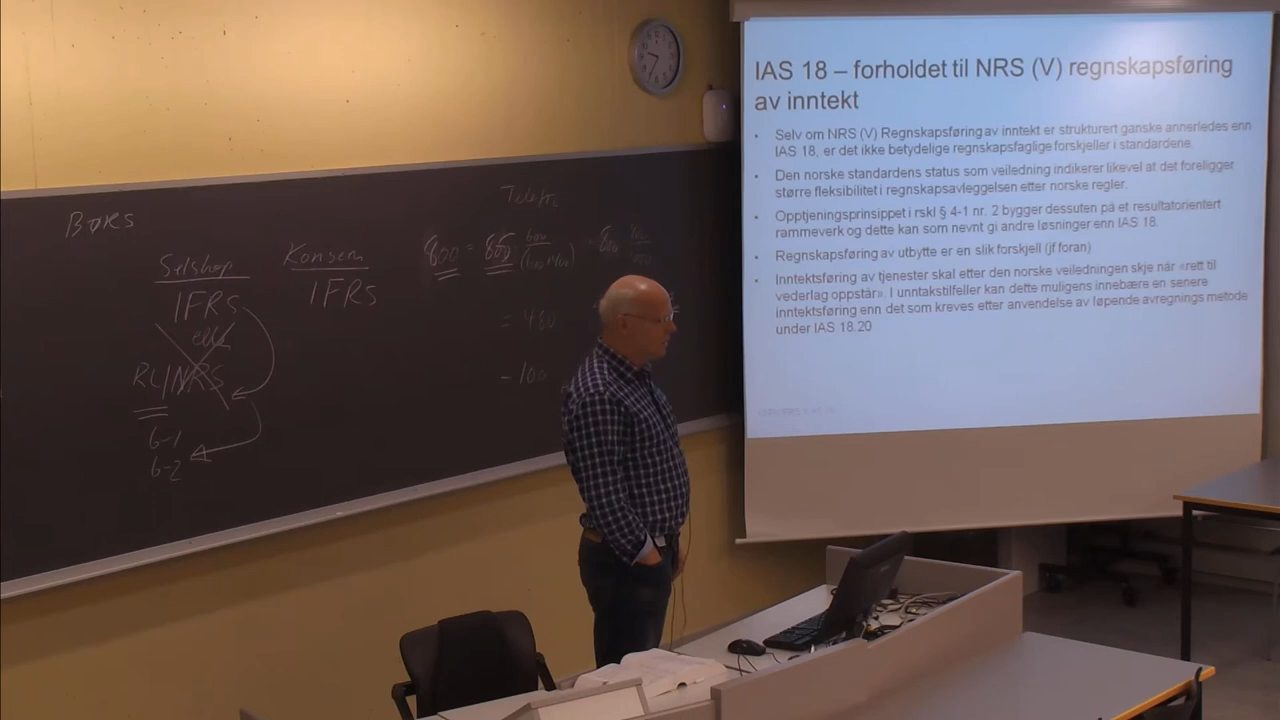 BØRS
Selskap
Konsern
IFRS
IFRS
eller
RL/NRS
6-1
6-2
800 = 800 600
= 480
- 100
IAS 18 – forholdet til NRS (V) regnskapsføring
av inntekt
• Selv om NRS (V) Regnskapsføring av inntekt er strukturert ganske annerledes enn
IAS 18, er det ikke betydelige regnskapsfaglige forskjeller i standardene.
• Den norske standardens status som veiledning indikerer likevel at det foreligger
større fleksibilitet i regnskapsavleggelsen etter norske regler.
• Opptjeningsprinsippet i rskl § 4-1 nr. 2 bygger dessuten på et resultatorientert
rammeverk og dette kan som nevnt gi andre løsninger enn IAS 18.
• Regnskapsføring av utbytte er en slik forskjell (jf foran)
• Inntektsføring av tjenester skal etter den norske veiledningen skje når «rett til
vederlag oppstår». I unntakstilfeller kan dette muligens innebære en senere
inntektsføring enn det som kreves etter anvendelse av løpende avregnings metode
under IAS 18.20